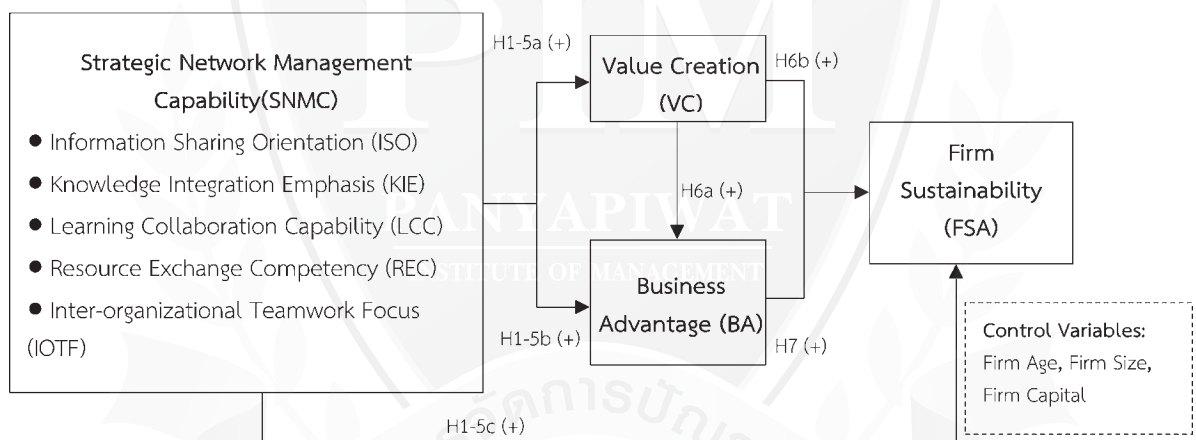 Strategic Network Management
Capability(SNMC)
● Information Sharing Orientation (ISO)
● Knowledge Integration Emphasis (KIE)
● Learning Collaboration Capability (LCC)
● Resource Exchange Competency (REC)
● Inter-organizational Teamwork Focus
(IOTF)
H1-5a (+)
Value Creation
(VC)
H6b (+)
H6a (+)
H1-5b (+)
Business
Advantage (BA)
H7 (+)
Firm
Sustainability
(FSA)
Control Variables:
Firm Age, Firm Size,
Firm Capital
H1-5c (+)
PIM
PANYAPIWAT
INSTITUTE OF MANAGEMENT